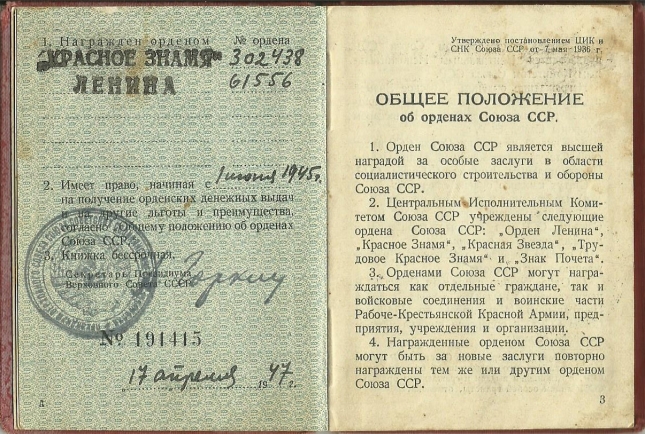 1. Награжден орденом № ордена
„КРАСНОЕ ЗНАМЯ“ 302438
ЛЕНИНА 61556
2. Имеет право, начиная с 1 июня 1945 г.
на получение орденских денежных выдач
и на другие льготы и преимущества,
согласно Общему положению об орденах
Союза ССР.
3. Книжка бессрочная.
Секретарь Президиума
Верховного Совета СССР
№ 191415
17 апреля 1947 г.
4
Утверждено постановлением ЦИК и
СНК Союза ССР от 7 мая 1936 г.
ОБЩЕЕ ПОЛОЖЕНИЕ
об орденах Союза ССР.
1. Орден Союза ССР является высшей
наградой за особые заслуги в области
социалистического строительства и обороны
Союза ССР.
2. Центральным Исполнительным Коми-
тетом Союза ССР учреждены следующие
ордена Союза ССР: „Орден Ленина“,
„Красное Знамя“, „Красная Звезда“, „Тру-
довое Красное Знамя“ и „Знак Почета“.
3. Орденами Союза ССР могут награ-
ждаться как отдельные граждане, так и
войсковые соединения и воинские части
Рабоче-Крестьянской Красной Армии, пред-
приятия, учреждения и организации.
4. Награжденные орденом Союза ССР
могут быть за новые заслуги повторно
награждены тем же или другим орденом
Союза ССР.
3